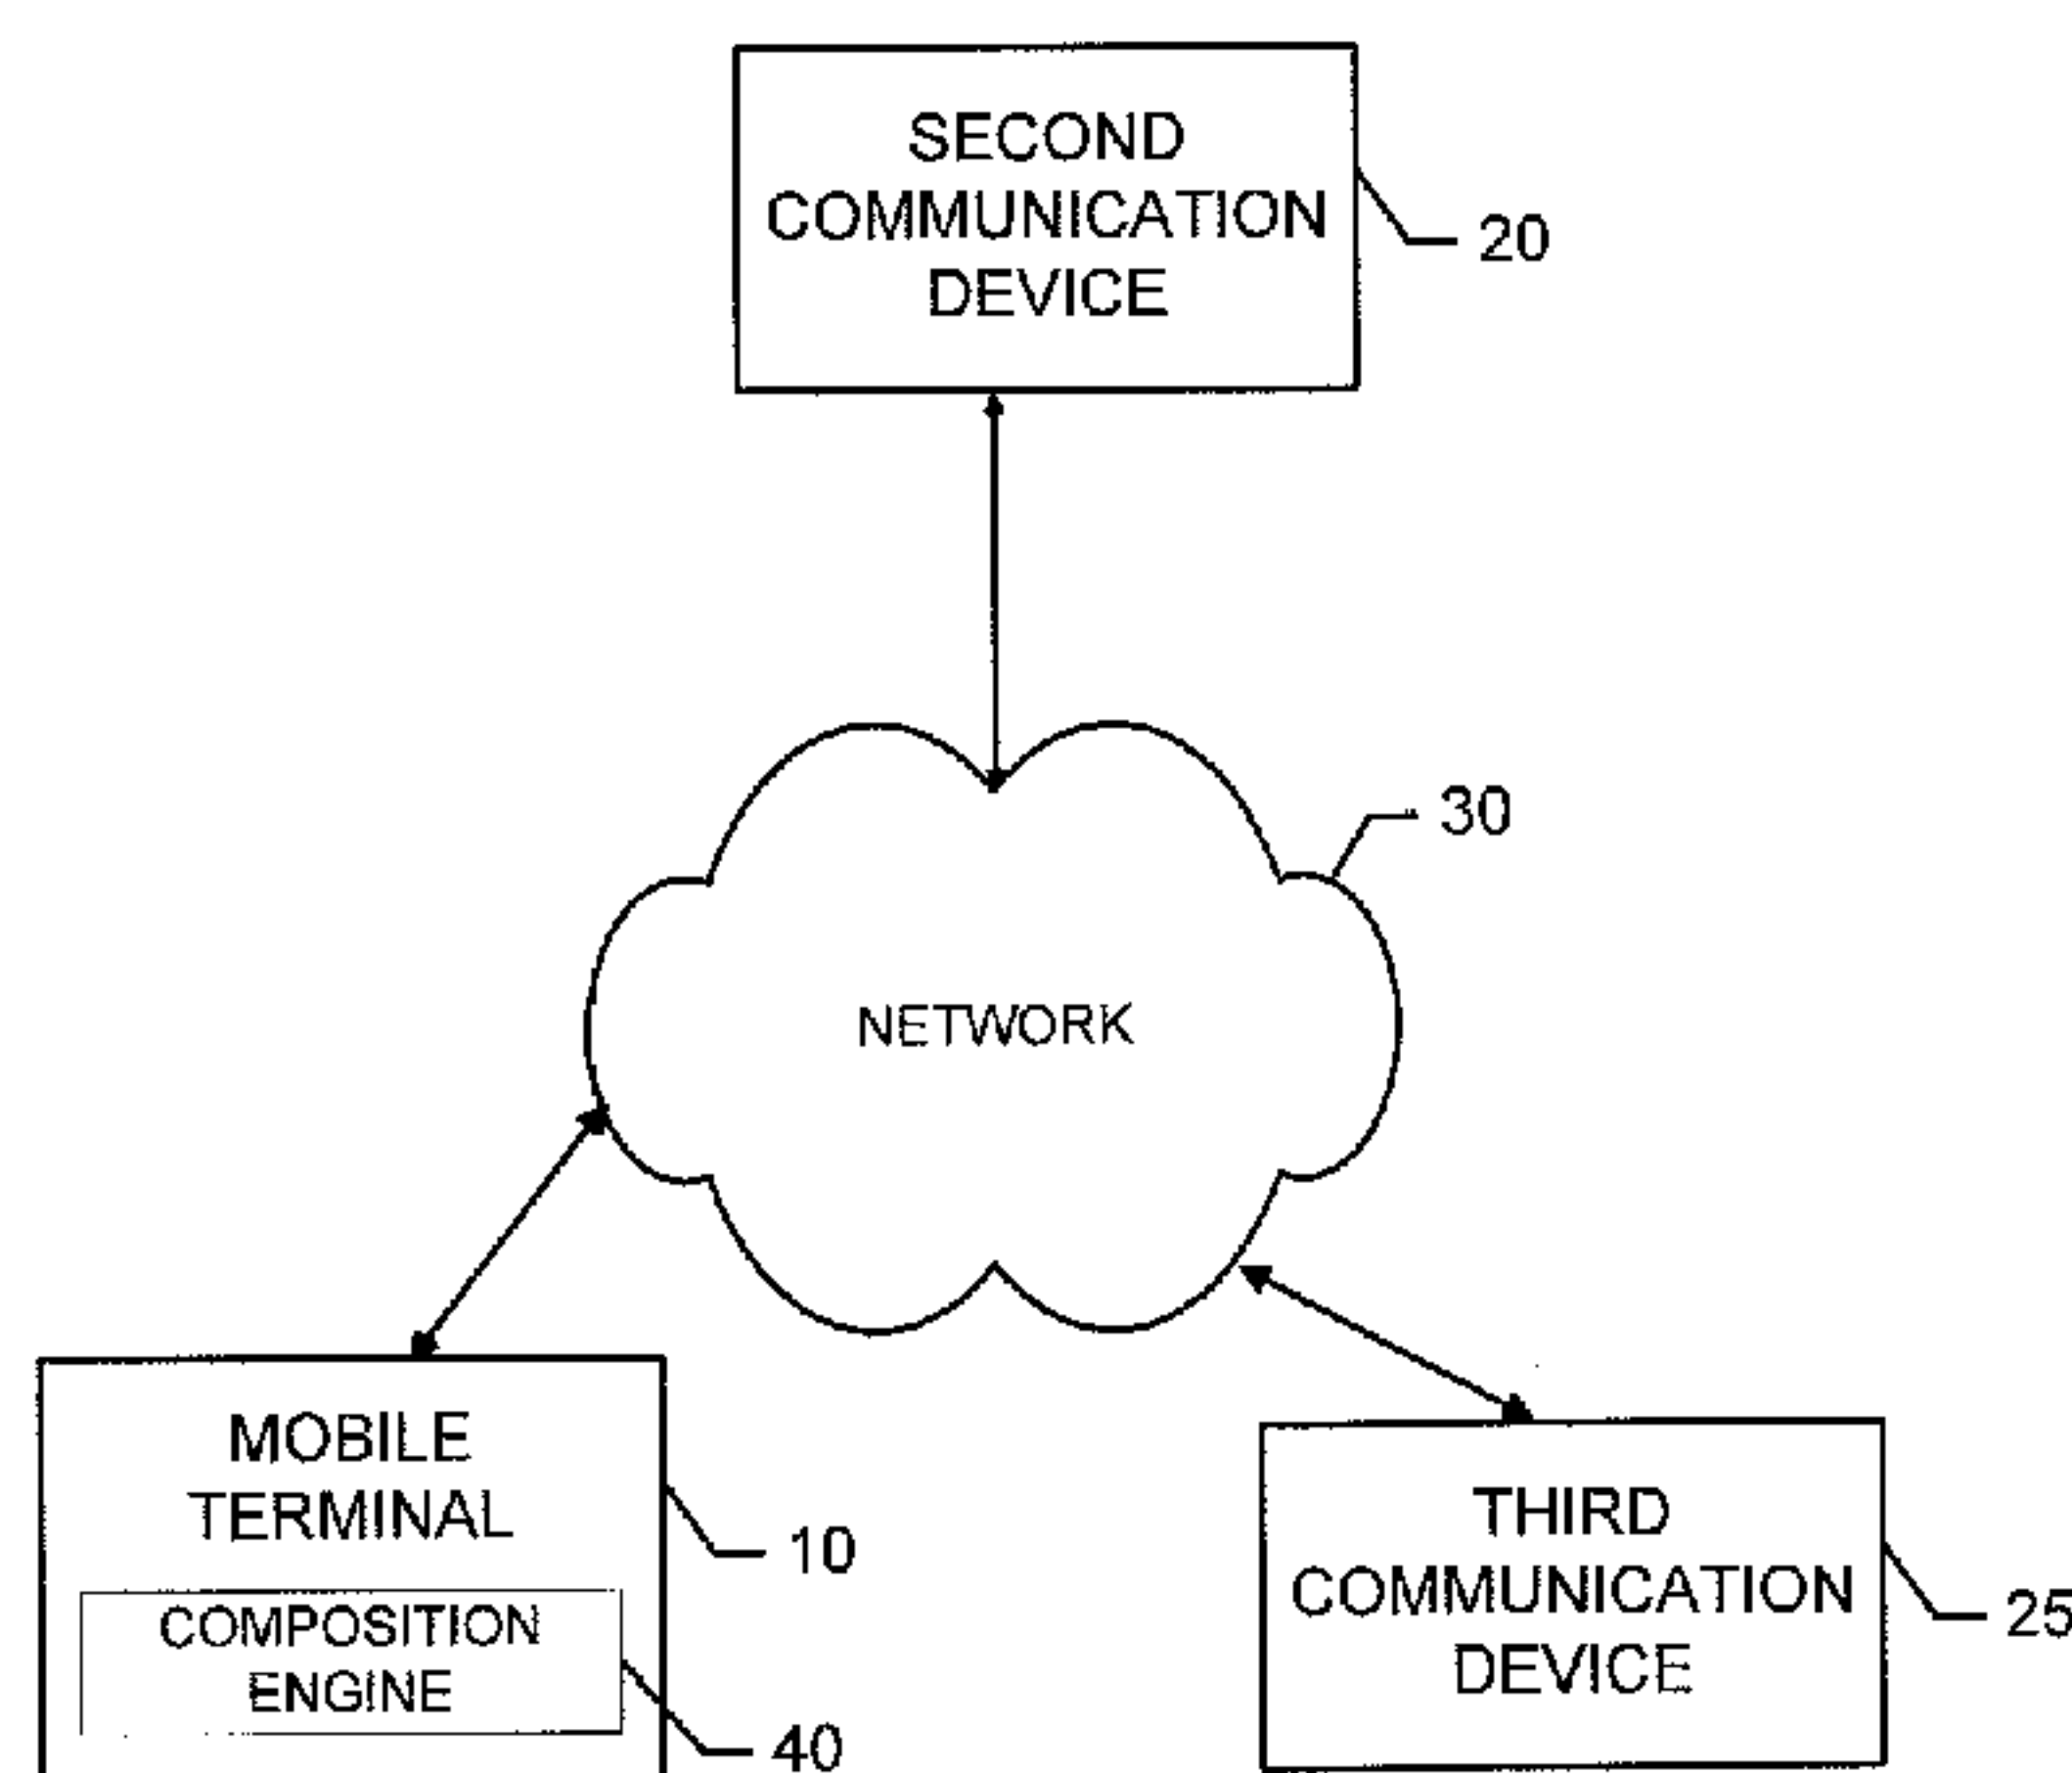 SECOND
COMMUNICATION
DEVICE
20
30
NETWORK
MOBILE
TERMINAL
10
COMPOSITION
ENGINE
40
THIRD
COMMUNICATION
DEVICE
25